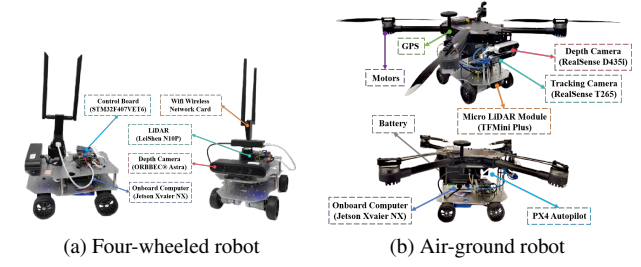 Control Board
(STM32F407VET6)
Wifi Wireless
Network Card
LiDAR
(LeiShen N10P)
Depth Camera
(ORBBEC® Astra)
Onboard Computer
(Jetson Xvaier NX)
(a) Four-wheeled robot
GPS
Motors
Depth Camera
(RealSense D435i)
Tracking Camera
(RealSense T265)
Micro LiDAR Module
(TFMini Plus)
Battery
Onboard Computer
(Jetson Xvaier NX)
PX4 Autopilot
(b) Air-ground robot